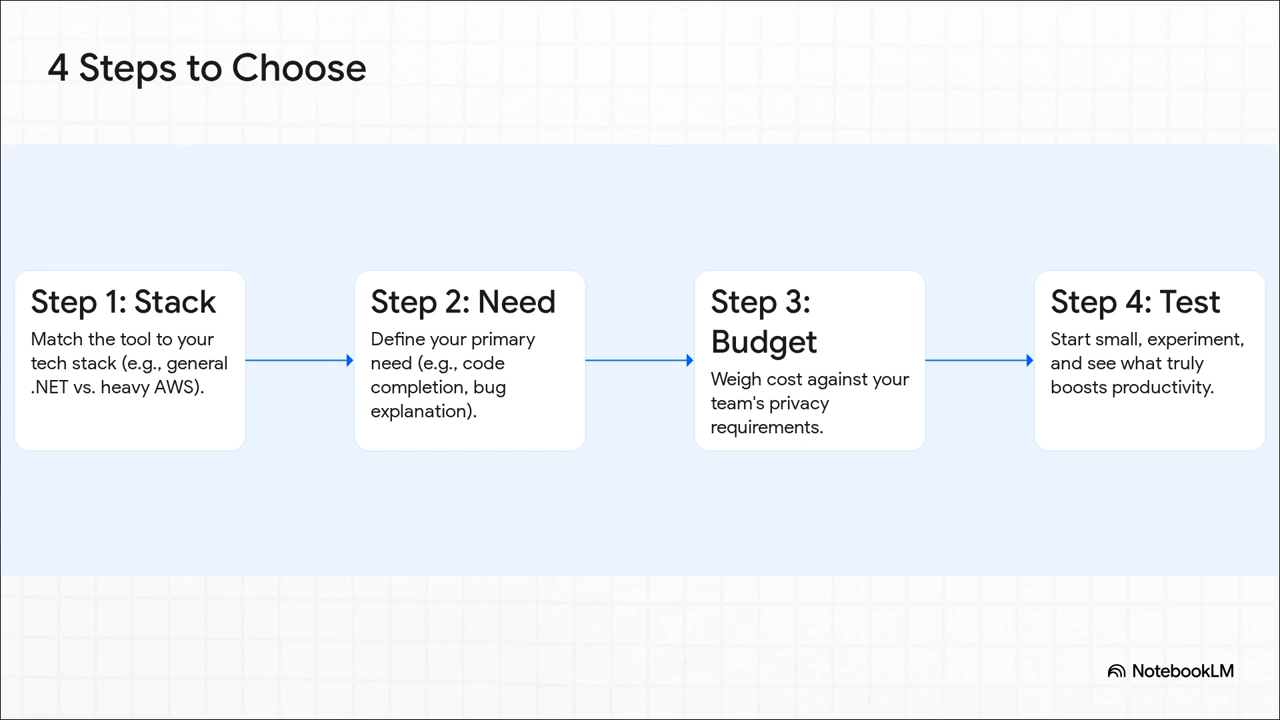 4 Steps to Choose
Step 1: Stack
Match the tool to your
tech stack (e.g., general
.NET vs. heavy AWS).
Step 2: Need
Define your primary
need (e.g., code
completion, bug
explanation).
Step 3:
Budget
Weigh cost against your
team's privacy
requirements.
Step 4: Test
Start small, experiment,
and see what truly
boosts productivity.
NotebookLM